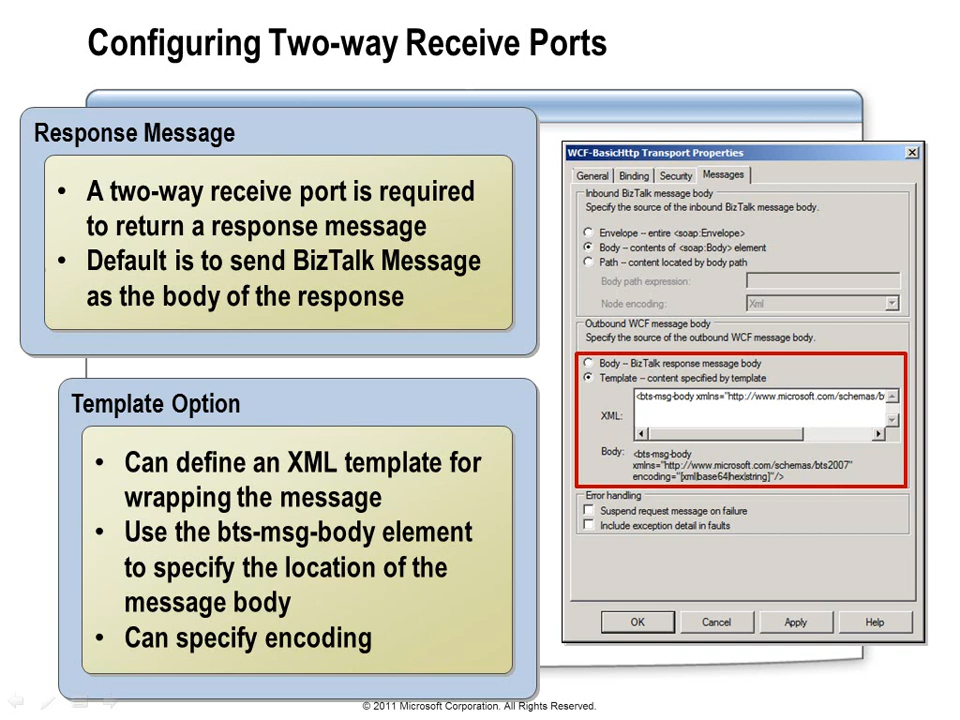 Configuring Two-way Receive Ports
Response Message
• A two-way receive port is required
to return a response message
• Default is to send BizTalk Message
as the body of the response
Template Option
• Can define an XML template for
wrapping the message
• Use the bts-msg-body element
to specify the location of the
message body
• Can specify encoding
WCF-BasicHttp Transport Properties
General Binding Security Messages
Inbound BizTalk message body
Specify the source of the inbound BizTalk message body.
Envelope -- entire <soap:Envelope>
Body -- contents of <soap:Body> element
Path -- content located by body path
Body path expression:
Node encoding: Xml
Outbound WCF message body
Specify the source of the outbound WCF message body.
Body -- BizTalk response message body
Template -- content specified by template
XML: <bts-msg-body xmlns="http://www.microsoft.com/schemas/b
Body: <bts-msg-body
xmlns="http://www.microsoft.com/schemas/bts2007"
encoding="[xml|base64|hex|string]"/>
Error handling
Suspend request message on failure
Include exception detail in faults
OK Cancel Apply Help
© 2011 Microsoft Corporation. All Rights Reserved.